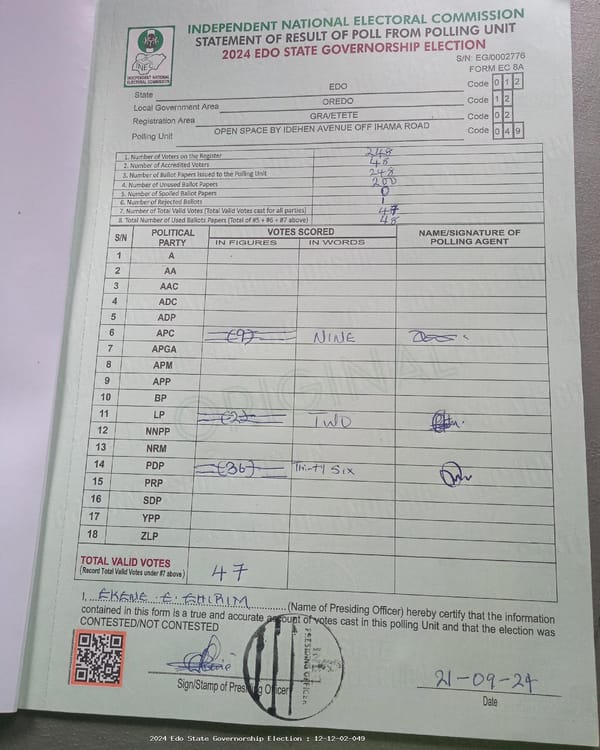 INDEPENDENT NATIONAL ELECTORAL COMMISSION
STATEMENT OF RESULT OF POLL FROM POLLING UNIT
2024 EDO STATE GOVERNORSHIP ELECTION
INEC
INDEPENDENT NATIONAL
ELECTORAL COMMISSION
S/N: EG/0002776
FORM EC 8A
State EDO Code 0 1 2
Local Government Area OREDO Code 1 2
Registration Area GRA/ETETE Code 0 2
Polling Unit OPEN SPACE BY IDEHEN AVENUE OFF IHAMA ROAD Code 0 4 9
1. Number of Voters on the Register 248
2. Number of Accredited Voters 48
3. Number of Ballot Papers Issued to the Polling Unit 248
4. Number of Unused Ballot Papers 200
5. Number of Spoiled Ballot Papers 0
6. Number of Rejected Ballots 1
7. Number of Total Valid Votes (Total Valid Votes cast for all parties) 47
8. Total Number of Used Ballots Papers (Total of #5 + #6 + #7 above) 48
S/N POLITICAL PARTY VOTES SCORED NAME/SIGNATURE OF POLLING AGENT
IN FIGURES IN WORDS
1 A
2 AA
3 AAC
4 ADC
5 ADP
6 APC (9) NINE
7 APGA
8 APM
9 APP
10 BP
11 LP (2) TWO
12 NNPP
13 NRM
14 PDP (36) Thirty Six
15 PRP
16 SDP
17 YPP
18 ZLP
ORIGINAL
TOTAL VALID VOTES
(Record Total Valid Votes under #7 above) 47
I, EKENE E. EHIRIM (Name of Presiding Officer) hereby certify that the information
contained in this form is a true and accurate account of votes cast in this polling Unit and that the election was
CONTESTED/NOT CONTESTED
PRESIDING OFFICER
Sign/Stamp of Presiding Officer
21-09-24
Date
2024 Edo State Governorship Election : 12-12-02-049